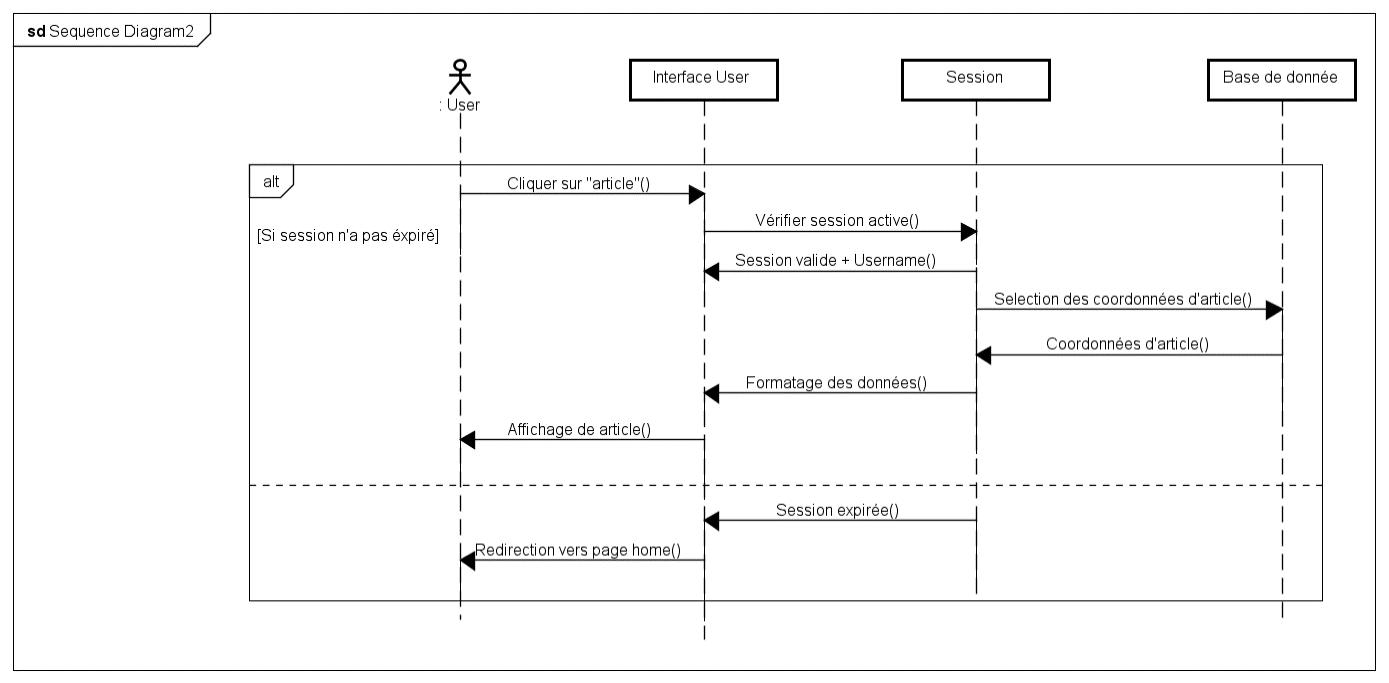 sd Sequence Diagram2
: User
Interface User
Session
Base de donnée
alt
Cliquer sur "article"()
Vérifier session active()
[Si session n'a pas éxpiré]
Session valide + Username()
Selection des coordonnées d'article()
Coordonnées d'article()
Formatage des données()
Affichage de article()
Session expirée()
Redirection vers page home()